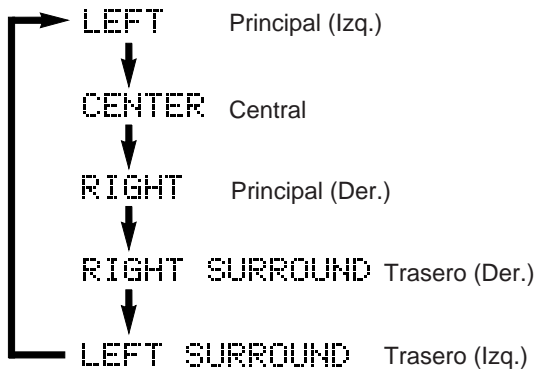 LEFT Principal (Izq.)
CENTER Central
RIGHT Principal (Der.)
RIGHT SURROUND Trasero (Der.)
LEFT SURROUND Trasero (Izq.)